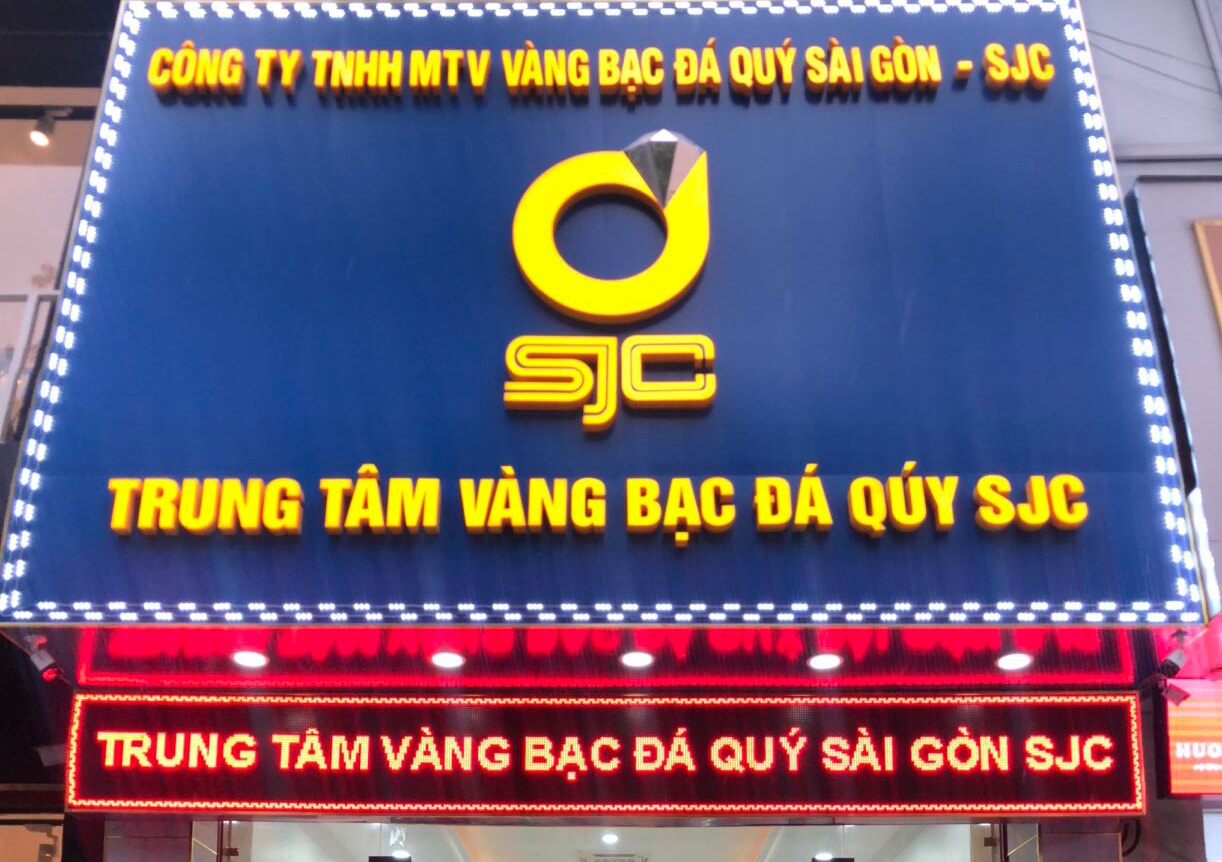 CÔNG TY TNHH MTV VÀNG BẠC ĐÁ QUÝ SÀI GÒN - SJC
SJC
TRUNG TÂM VÀNG BẠC ĐÁ QÚY SJC
TRUNG TÂM VÀNG BẠC ĐÁ QUÝ SÀI GÒN SJC